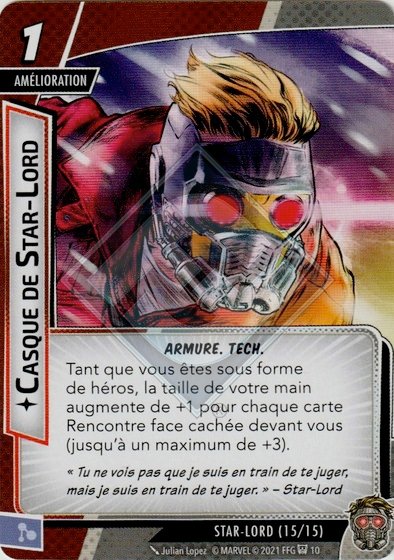 1
AMÉLIORATION
CASQUE DE STAR-LORD
ARMURE. TECH.
Tant que vous êtes sous forme
de héros, la taille de votre main
augmente de +1 pour chaque carte
Rencontre face cachée devant vous
(jusqu'à un maximum de +3).
« Tu ne vois pas que je suis en train de te juger,
mais je suis en train de te juger. » – Star-Lord
STAR-LORD (15/15)
Julian Lopez © MARVEL © 2021 FFG 10